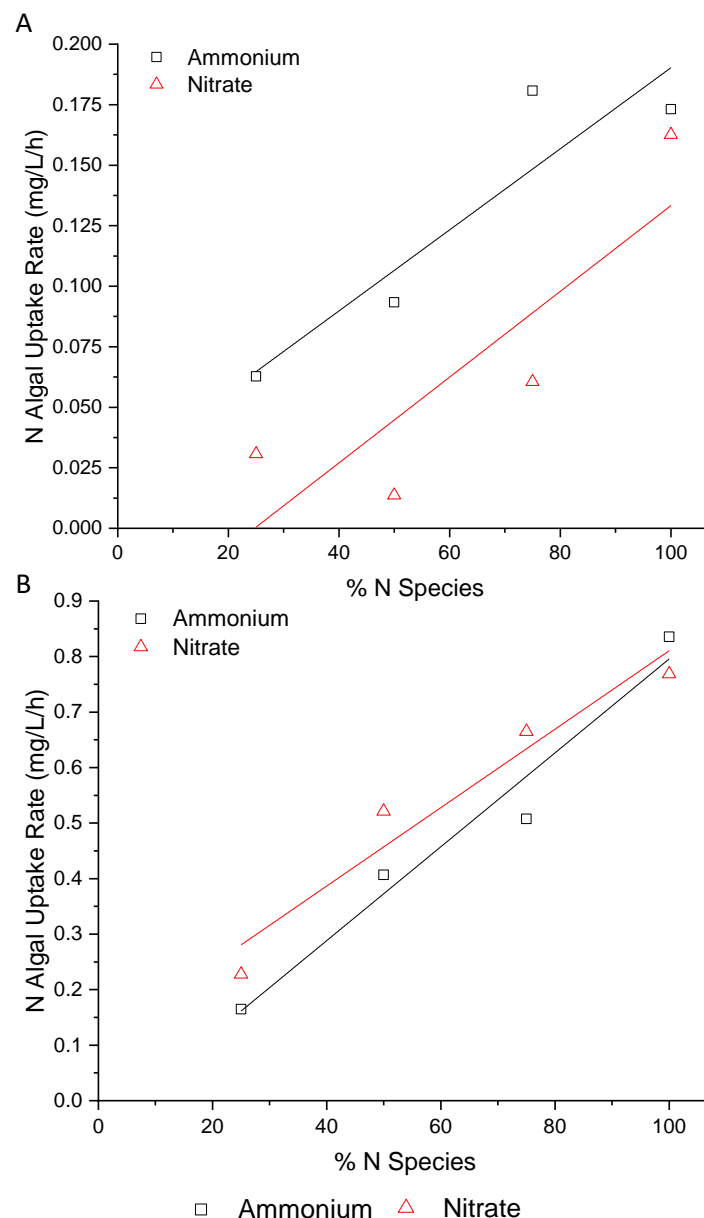 A
Ammonium
Nitrate
N Algal Uptake Rate (mg/L/h)
0.200
0.175
0.150
0.125
0.100
0.075
0.050
0.025
0.000
0 20 40 60 80 100
% N Species
B
Ammonium
Nitrate
N Algal Uptake Rate (mg/L/h)
0.9
0.8
0.7
0.6
0.5
0.4
0.3
0.2
0.1
0.0
0 20 40 60 80 100
% N Species
Ammonium Nitrate